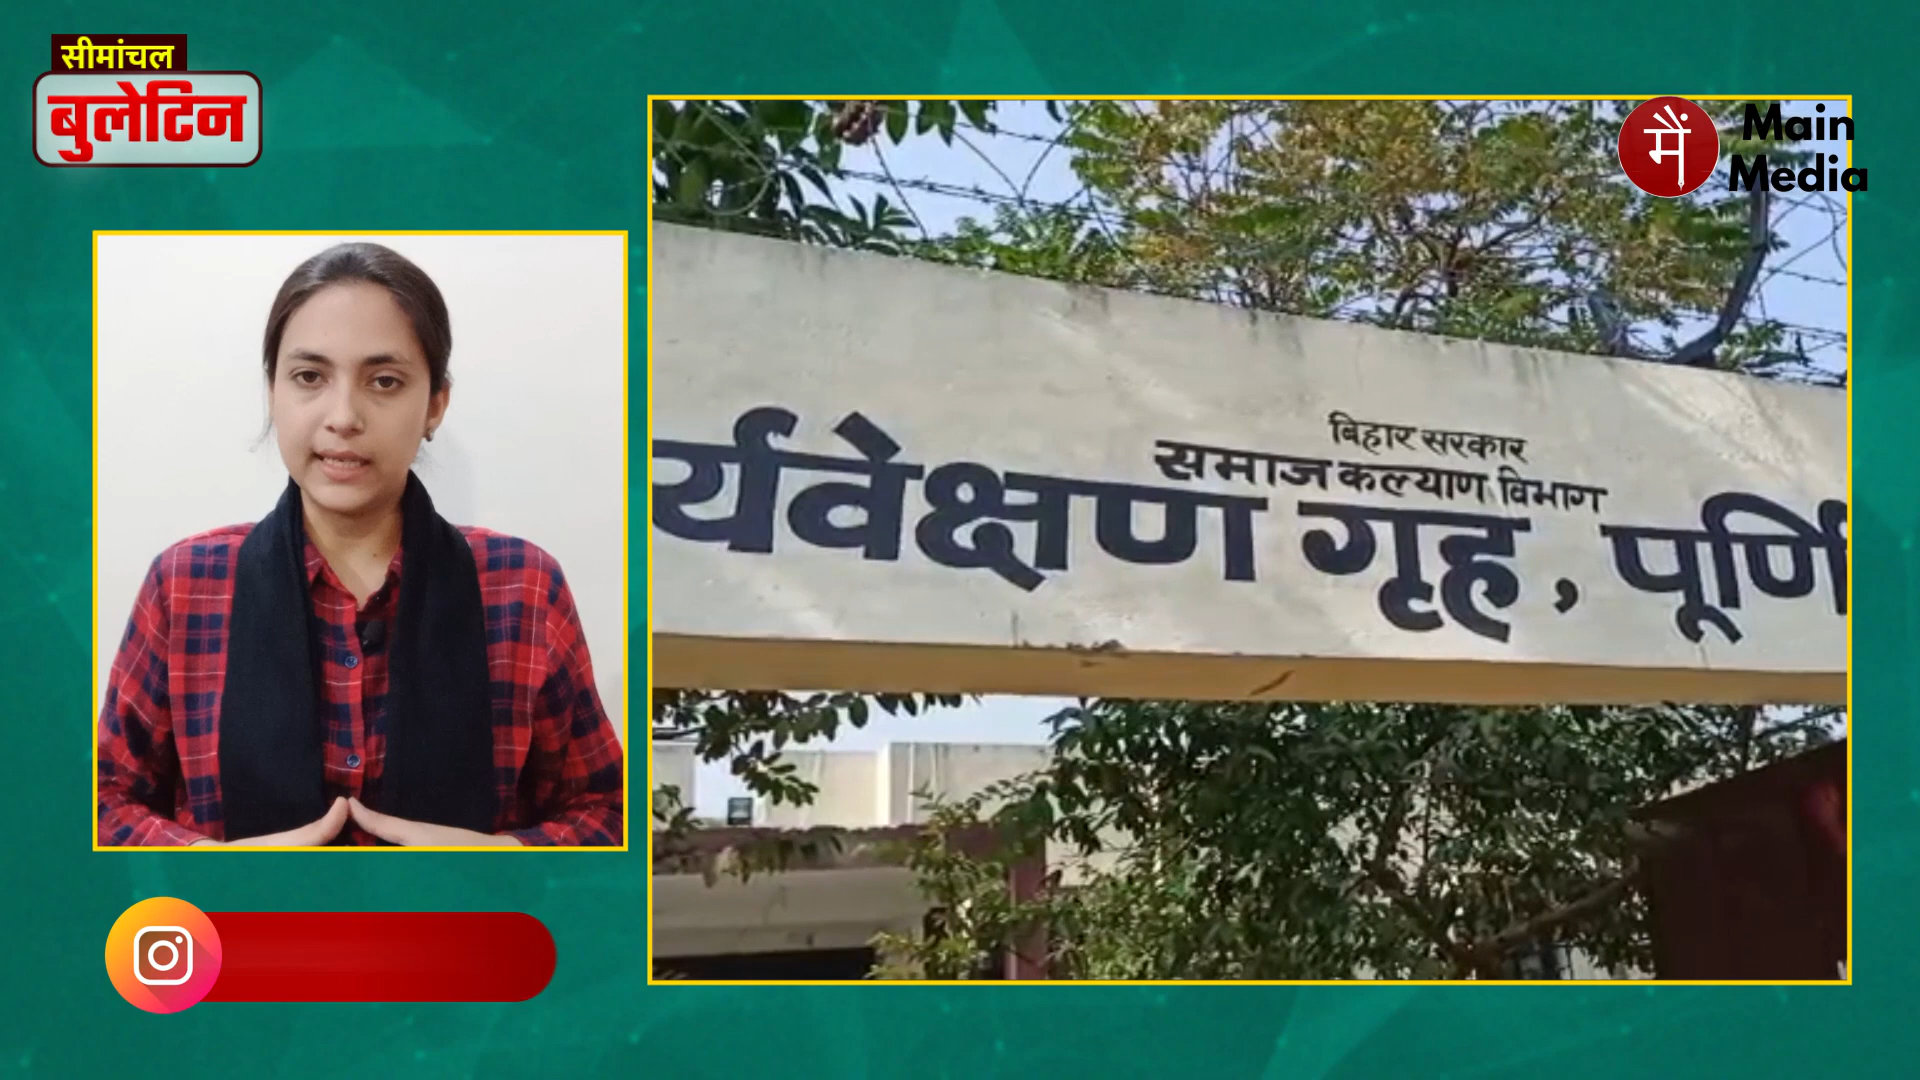 सीमांचल
बुलेटिन
मैं
Main
Media
बिहार सरकार
समाज कल्याण विभाग
र्यवेक्षण गृह, पूर्णि